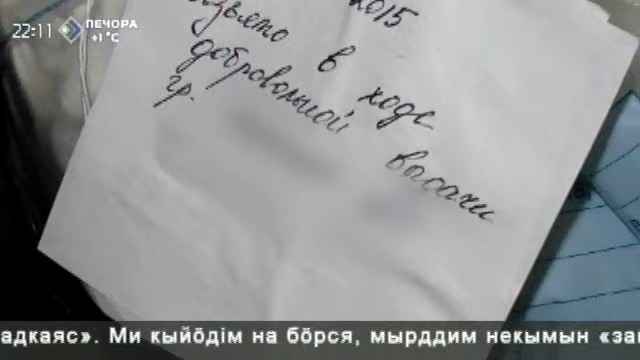 22:11 ПЕЧОРА
+1°C
2015
изъято в ходе
добровольной выдачи
гр.
адкаяс». Ми кыйӧдім на бӧрся, мырддим некымын «за